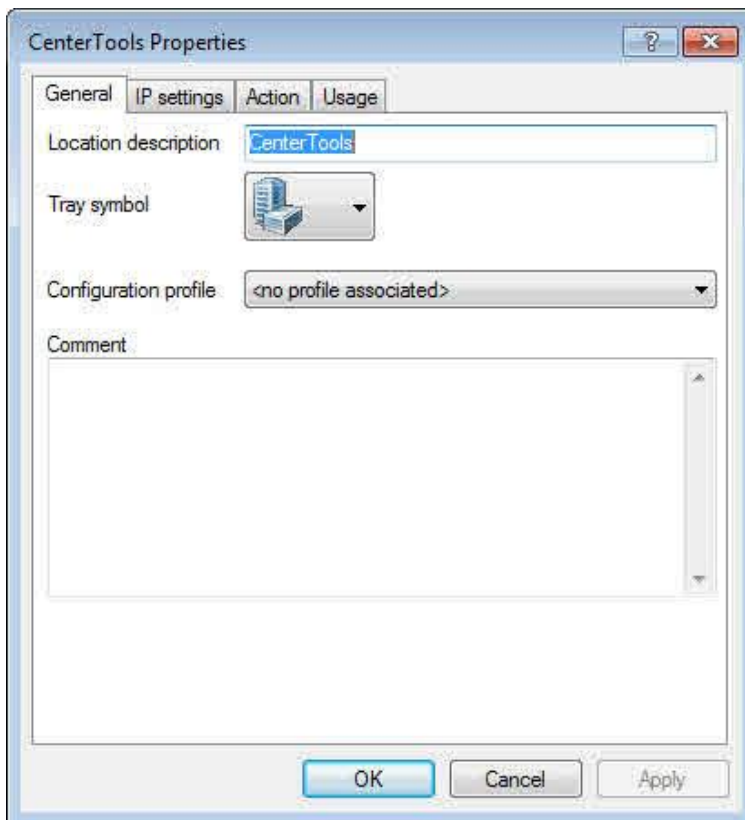 CenterTools Properties
General IP settings Action Usage
Location description CenterTools
Tray symbol
Configuration profile <no profile associated>
Comment
OK Cancel Apply